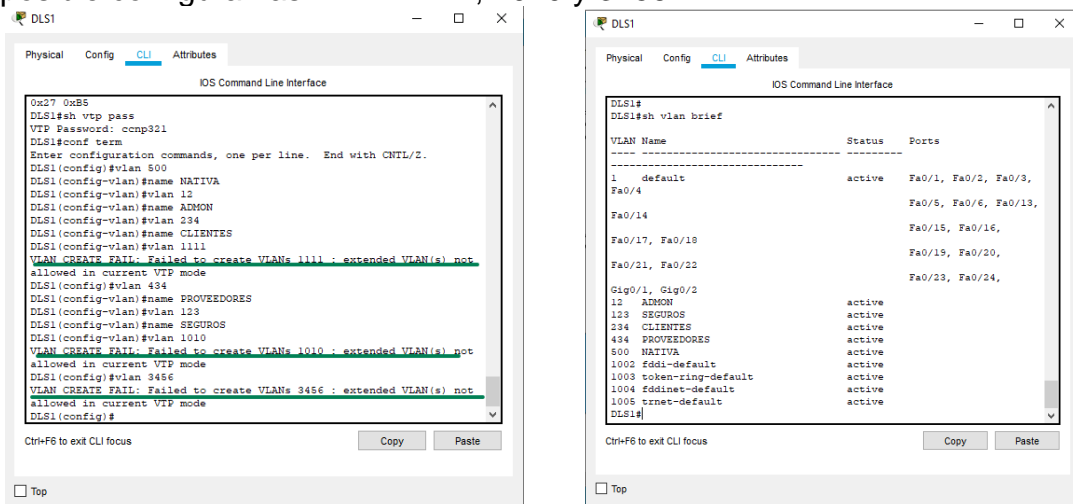 DLS1
Physical Config CLI Attributes
IOS Command Line Interface
0x27 0xB5
DLS1#sh vtp pass
VTP Password: ccnp321
DLS1#conf term
Enter configuration commands, one per line. End with CNTL/Z.
DLS1(config)#vlan 500
DLS1(config-vlan)#name NATIVA
DLS1(config-vlan)#vlan 12
DLS1(config-vlan)#name ADMON
DLS1(config-vlan)#vlan 234
DLS1(config-vlan)#name CLIENTES
DLS1(config-vlan)#vlan 1111
VLAN_CREATE_FAIL: Failed to create VLANs 1111 : extended VLAN(s) not
allowed in current VTP mode
DLS1(config)#vlan 434
DLS1(config-vlan)#name PROVEEDORES
DLS1(config-vlan)#vlan 123
DLS1(config-vlan)#name SEGUROS
DLS1(config-vlan)#vlan 1010
VLAN_CREATE_FAIL: Failed to create VLANs 1010 : extended VLAN(s) not
allowed in current VTP mode
DLS1(config)#vlan 3456
VLAN_CREATE_FAIL: Failed to create VLANs 3456 : extended VLAN(s) not
allowed in current VTP mode
DLS1(config)#
Ctrl+F6 to exit CLI focus
Copy Paste
Top
DLS1
Physical Config CLI Attributes
IOS Command Line Interface
DLS1#
DLS1#sh vlan brief
VLAN Name Status Ports
---- -------------------------------- ---------
-------------------------------
1 default active Fa0/1, Fa0/2, Fa0/3,
Fa0/4
Fa0/5, Fa0/6, Fa0/13,
Fa0/14
Fa0/15, Fa0/16,
Fa0/17, Fa0/18
Fa0/19, Fa0/20,
Fa0/21, Fa0/22
Fa0/23, Fa0/24,
Gig0/1, Gig0/2
12 ADMON active
123 SEGUROS active
234 CLIENTES active
434 PROVEEDORES active
500 NATIVA active
1002 fddi-default active
1003 token-ring-default active
1004 fddinet-default active
1005 trnet-default active
DLS1#
Ctrl+F6 to exit CLI focus
Copy Paste
Top